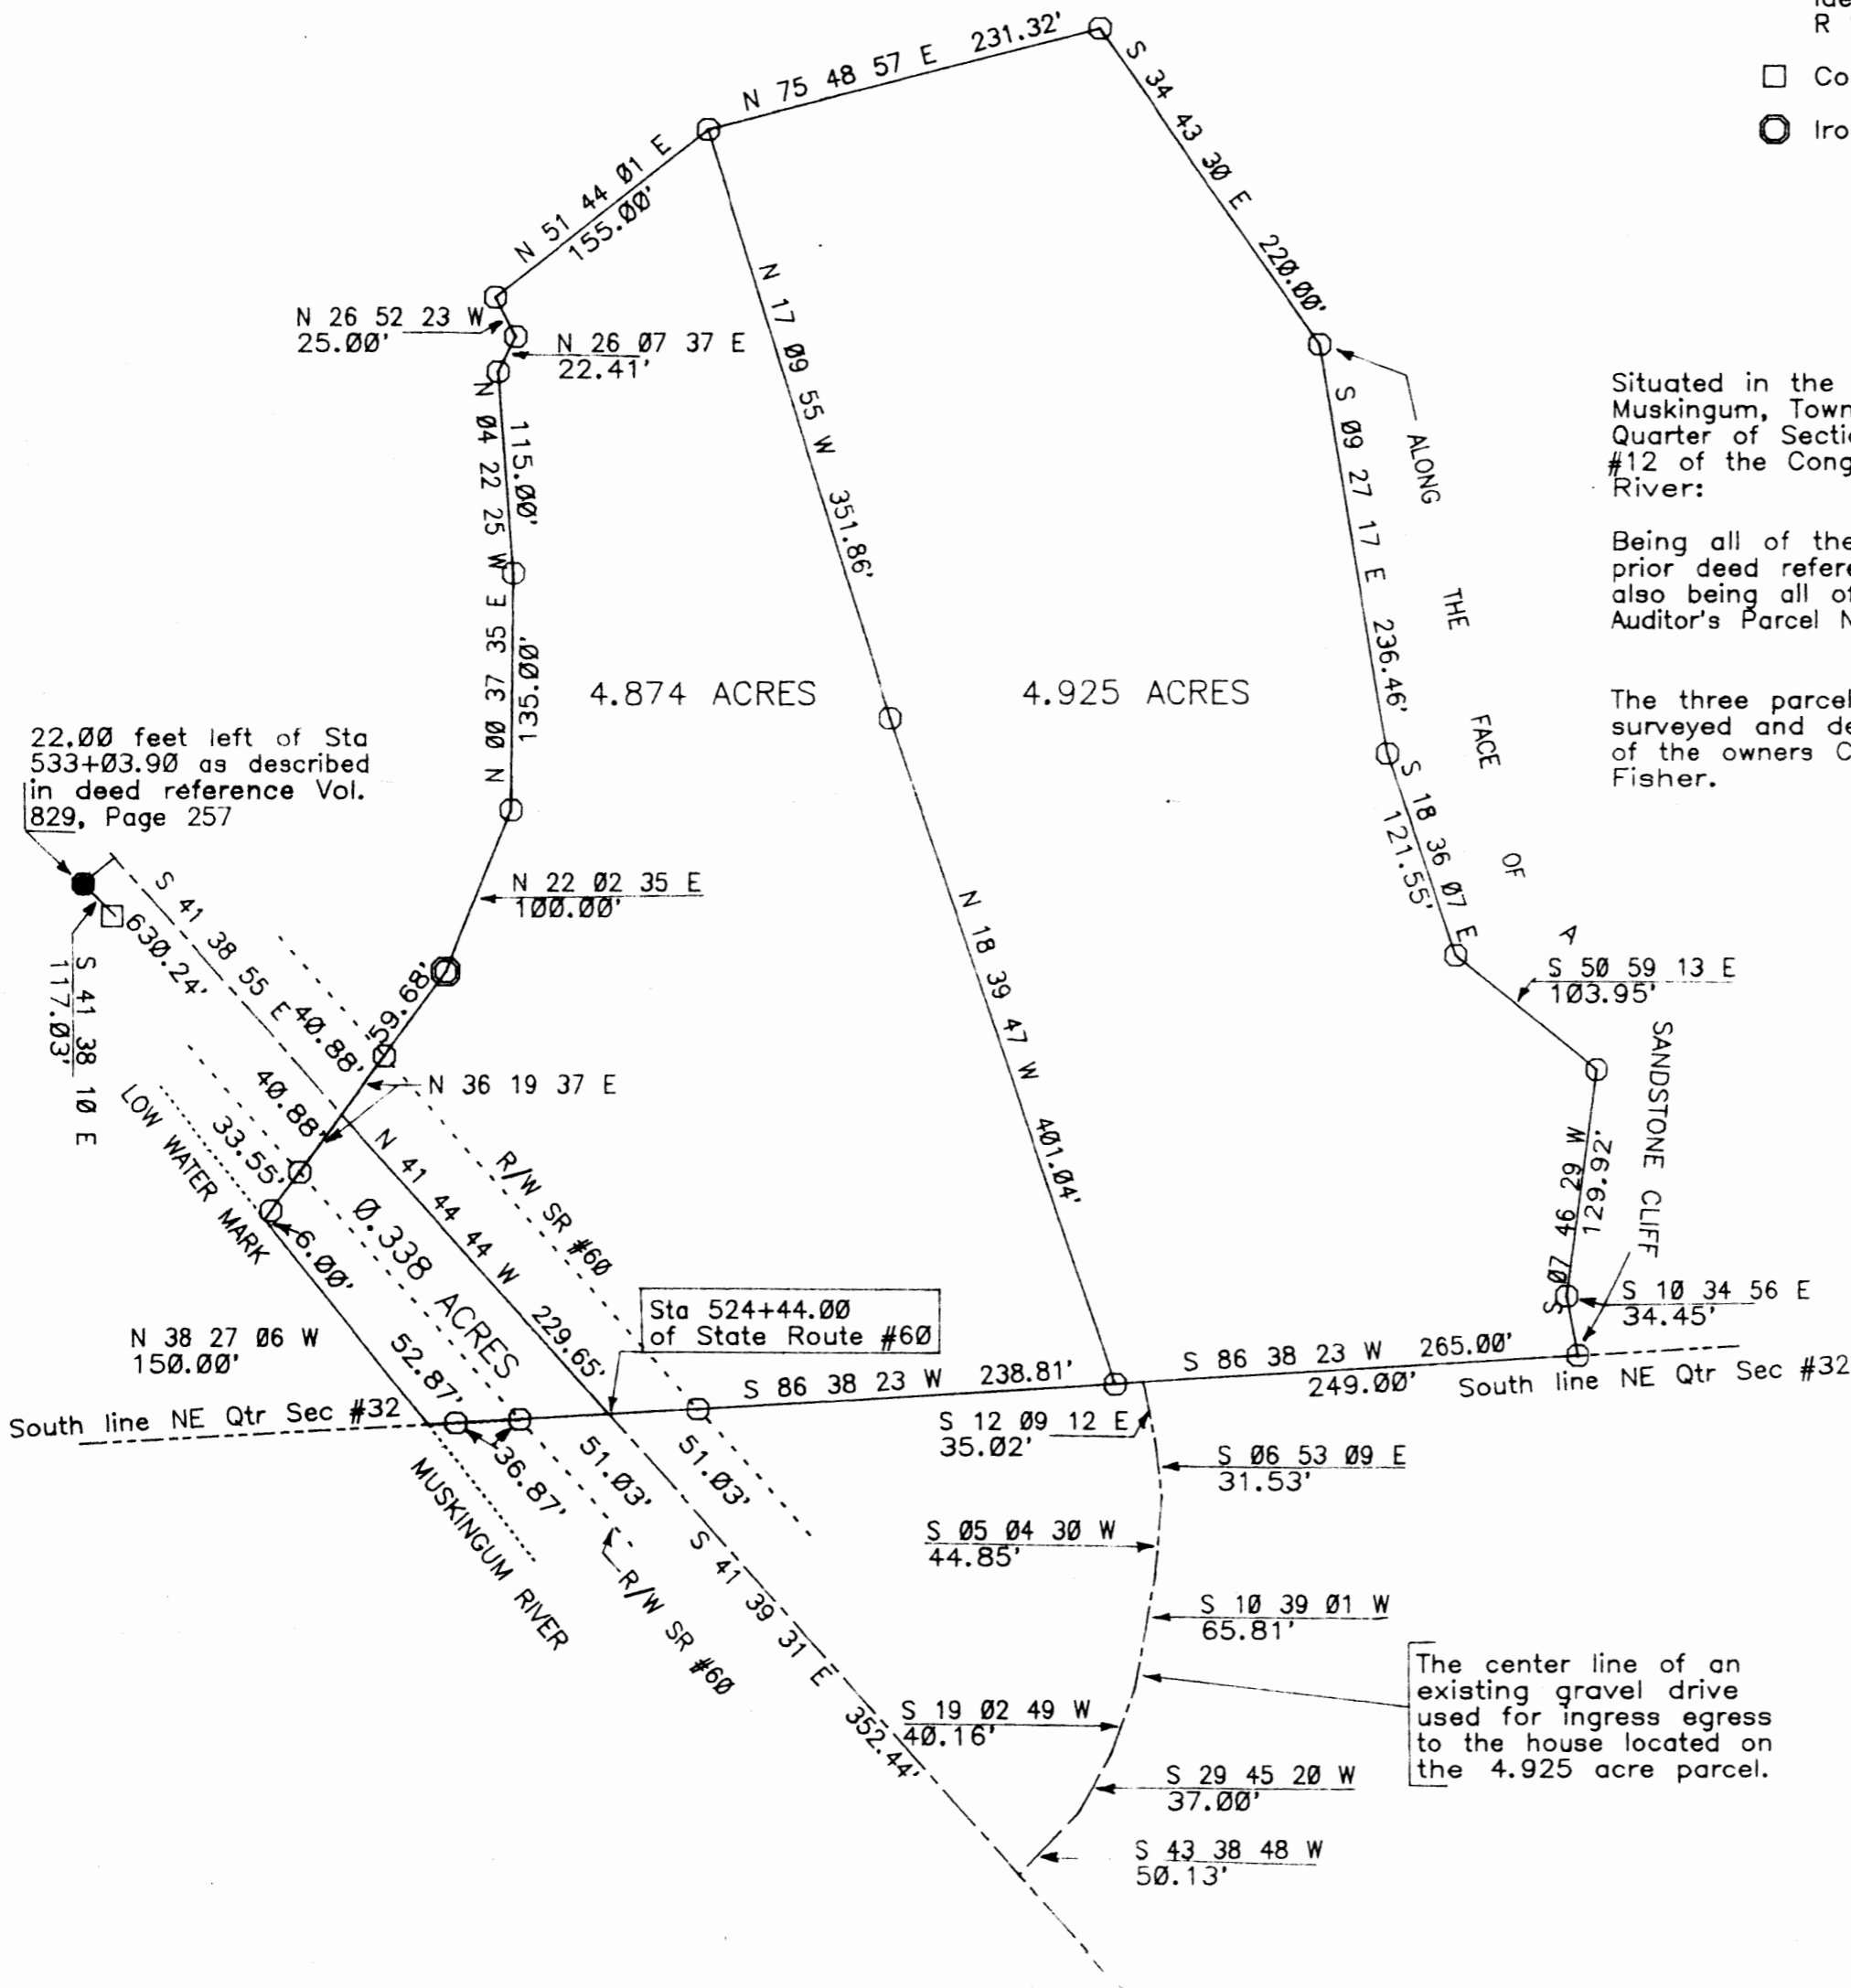 R
Co
Iro
N 75 48 57 E 231.32'
S 34 43 30 E 220.00'
N 51 44 01 E
155.00'
N 26 52 23 W
25.00'
N 26 07 37 E
22.41'
N 17 09 55 W 351.86'
N 04 22 25 W
115.00'
S 09 27 17 E 236.46'
ALONG THE FACE OF A SANDSTONE CLIFF
Situated in the
Muskingum, Town
Quarter of Secti
#12 of the Cong
River:
Being all of the
prior deed refere
also being all of
Auditor's Parcel N
The three parcel
surveyed and de
of the owners C
Fisher.
N 00 37 35 E
135.00'
4.874 ACRES
4.925 ACRES
22.00 feet left of Sta
533+03.90 as described
in deed reference Vol.
829, Page 257
S 18 36 07 E
121.55'
N 22 02 35 E
100.00'
S 41 38 55 E
630.24'
S 41 38 10 E
117.03'
N 18 39 47 W 401.04'
S 50 59 13 E
103.95'
59.68'
40.88'
40.88'
N 36 19 37 E
33.55'
LOW WATER MARK
6.00'
N 41 44 44 W 229.65'
R/W SR #60
0.338 ACRES
S 07 46 29 W
129.92'
S 10 34 56 E
34.45'
Sta 524+44.00
of State Route #60
N 38 27 06 W
150.00'
52.87'
S 86 38 23 W 238.81'
S 86 38 23 W 265.00'
249.00'
South line NE Qtr Sec #32
South line NE Qtr Sec #32
36.87'
51.03'
51.03'
MUSKINGUM RIVER
R/W SR #60
S 12 09 12 E
35.02'
S 06 53 09 E
31.53'
S 05 04 30 W
44.85'
S 41 39 31 E 352.44'
S 10 39 01 W
65.81'
S 19 02 49 W
40.16'
The center line of an
existing gravel drive
used for ingress egress
to the house located on
the 4.925 acre parcel.
S 29 45 20 W
37.00'
S 43 38 48 W
50.13'